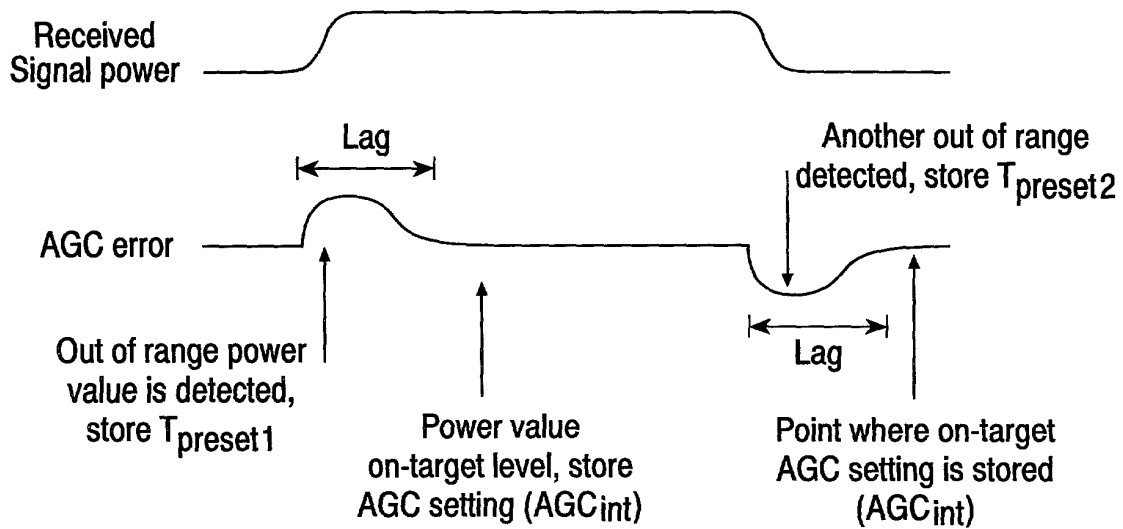 Received
Signal power
Lag
Another out of range
detected, store Tpreset2
AGC error
Out of range power
value is detected,
store Tpreset1
Lag
Power value
on-target level, store
AGC setting (AGCint)
Point where on-target
AGC setting is stored
(AGCint)